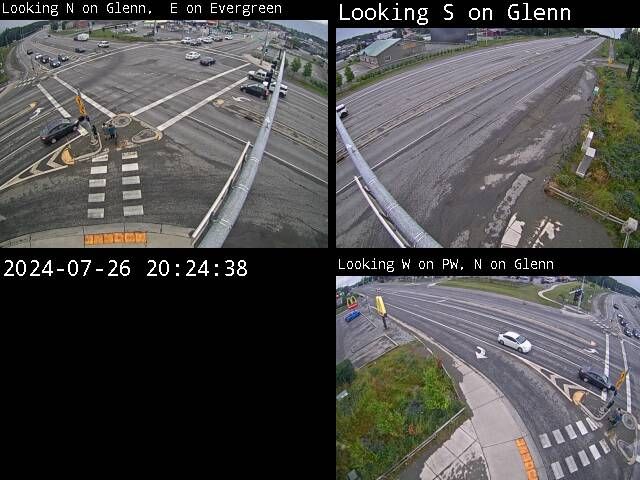 Looking N on Glenn,  E on Evergreen
Looking S on Glenn
2024-07-26 20:24:38
Looking W on PW, N on Glenn